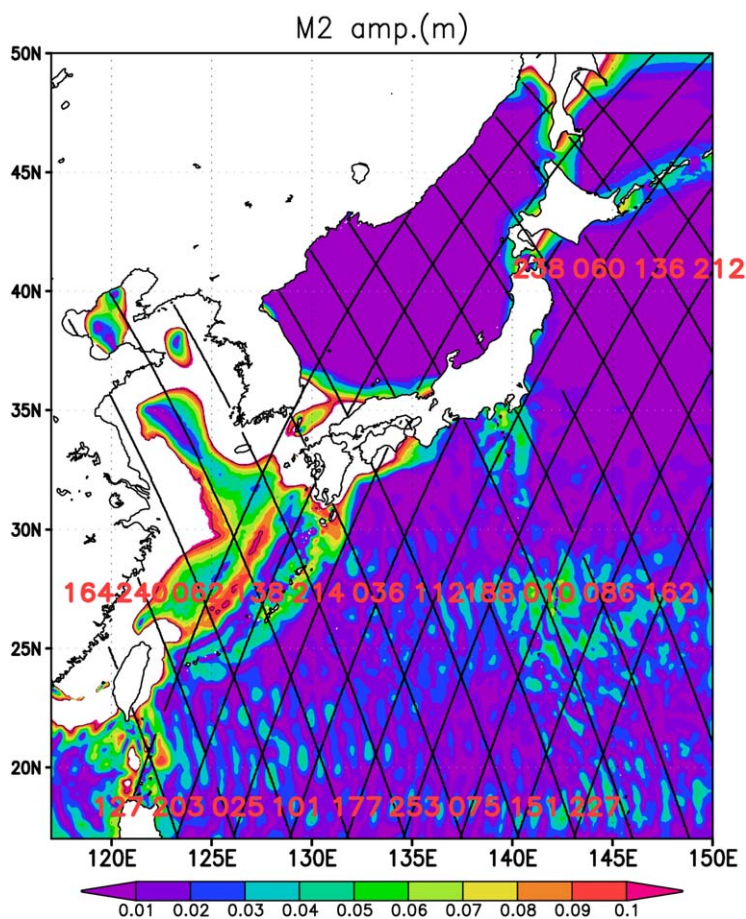 M2 amp.(m)
50N
45N
238 060 136 212
40N
35N
30N
164 240 062 138 214 036 112 188 010 086 162
25N
20N
127 203 025 101 177 253 075 151 227
120E 125E 130E 135E 140E 145E 150E
0.01 0.02 0.03 0.04 0.05 0.06 0.07 0.08 0.09 0.1